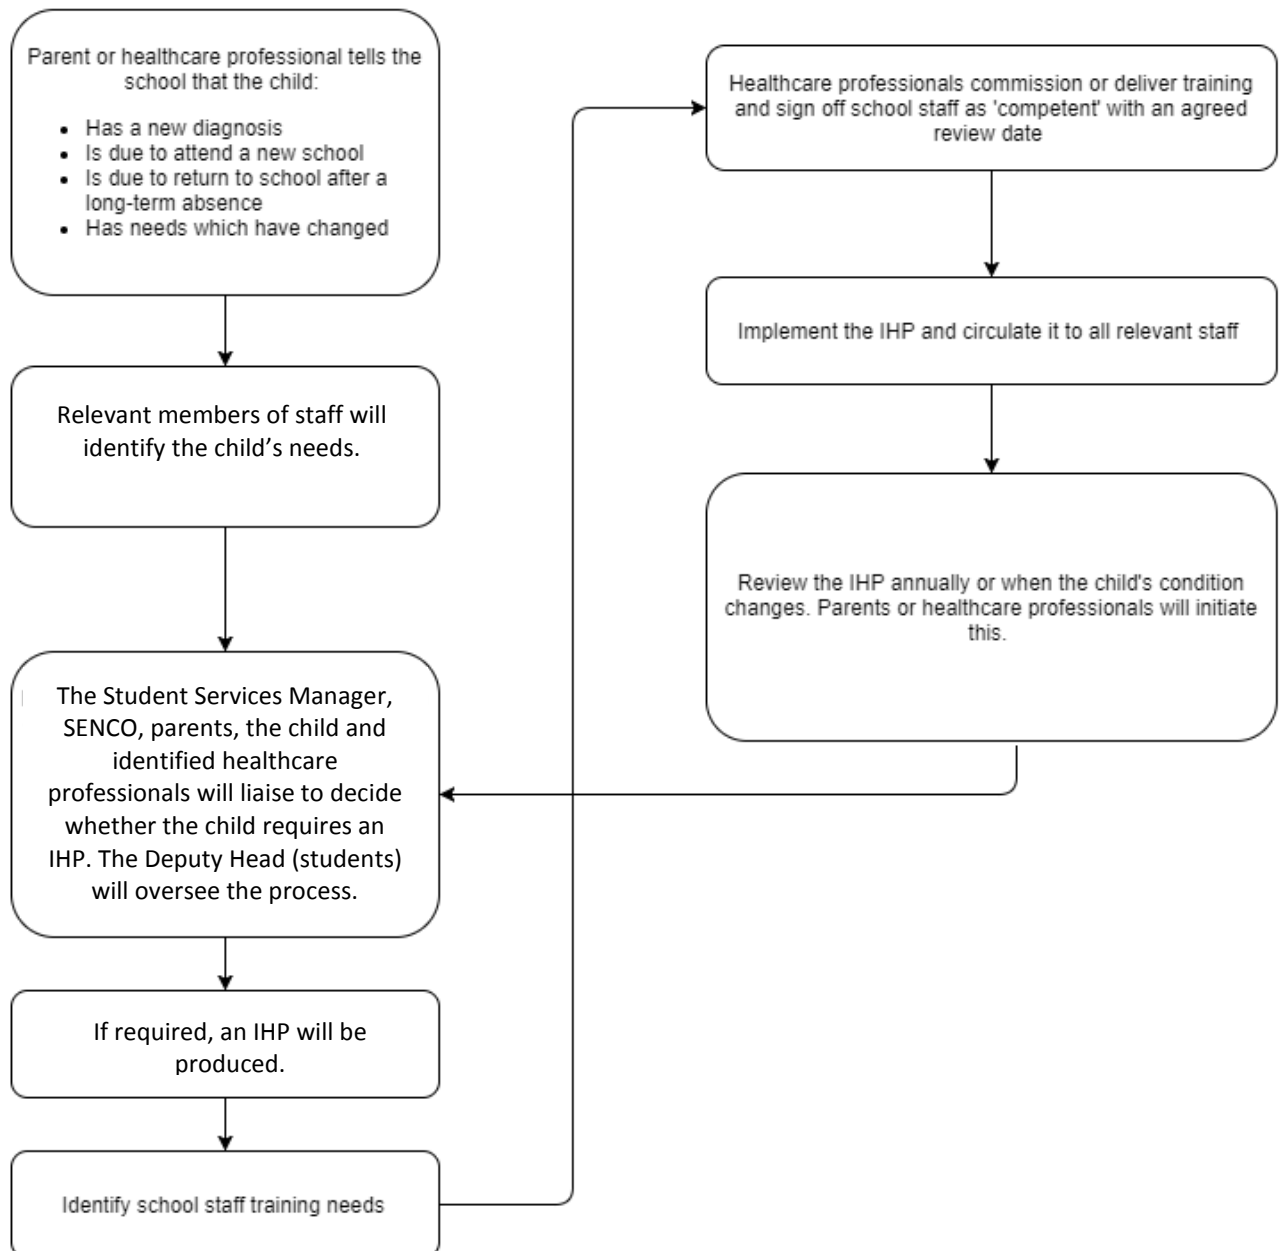 Parent or healthcare professional tells the
school that the child:
• Has a new diagnosis
• Is due to attend a new school
• Is due to return to school after a
long-term absence
• Has needs which have changed
Relevant members of staff will
identify the child’s needs.
The Student Services Manager,
SENCO, parents, the child and
identified healthcare
professionals will liaise to decide
whether the child requires an
IHP. The Deputy Head (students)
will oversee the process.
If required, an IHP will be
produced.
Identify school staff training needs
Healthcare professionals commission or deliver training
and sign off school staff as 'competent' with an agreed
review date
Implement the IHP and circulate it to all relevant staff
Review the IHP annually or when the child's condition
changes. Parents or healthcare professionals will initiate
this.